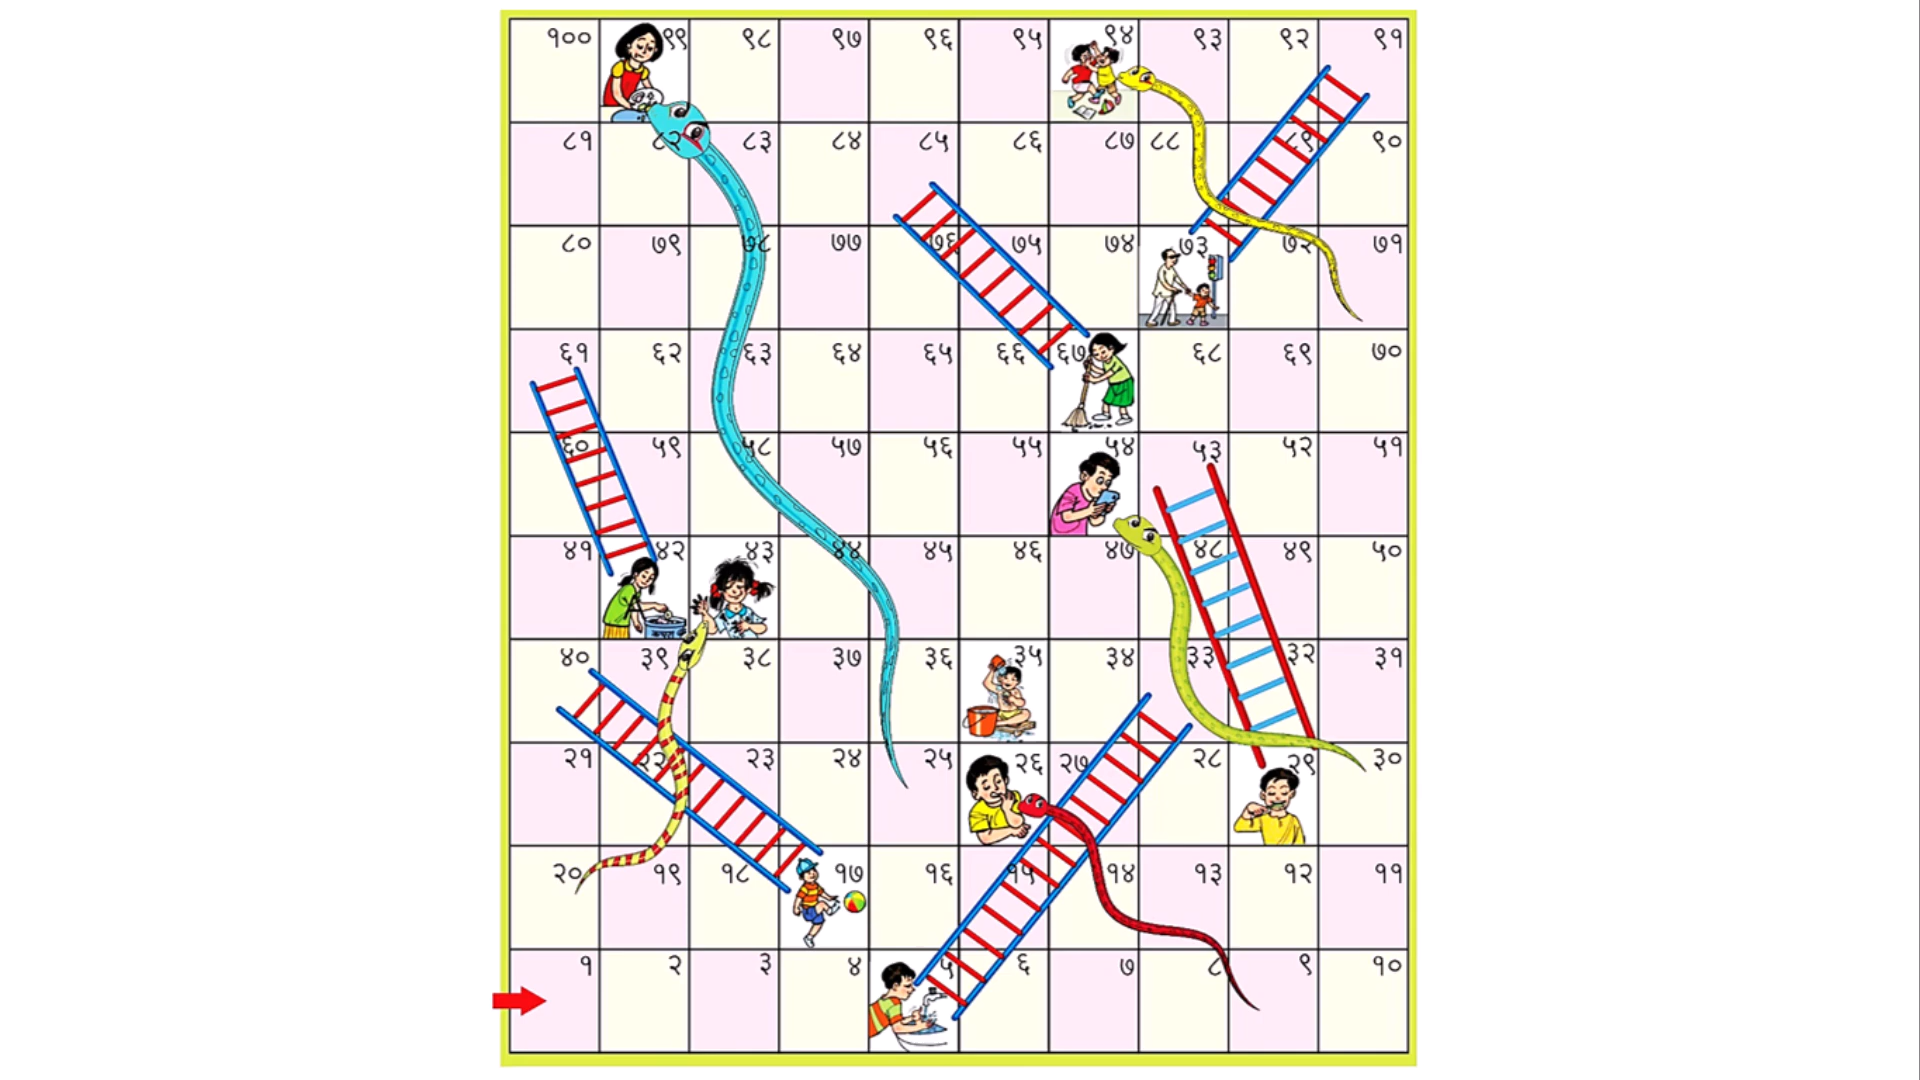 १०० ९९ ९८ ९७ ९६ ९५ ९४ ९३ ९२ ९१
८१ ८२ ८३ ८४ ८५ ८६ ८७ ८८ ८९ ९०
८० ७९ ७८ ७७ ७६ ७५ ७४ ७३ ७२ ७१
६१ ६२ ६३ ६४ ६५ ६६ ६७ ६८ ६९ ७०
६० ५९ ५८ ५७ ५६ ५५ ५४ ५३ ५२ ५१
४१ ४२ ४३ ४४ ४५ ४६ ४७ ४८ ४९ ५०
कचरा
४० ३९ ३८ ३७ ३६ ३५ ३४ ३३ ३२ ३१
२१ २२ २३ २४ २५ २६ २७ २८ २९ ३०
२० १९ १८ १७ १६ १५ १४ १३ १२ ११
१ २ ३ ४ ५ ६ ७ ८ ९ १०